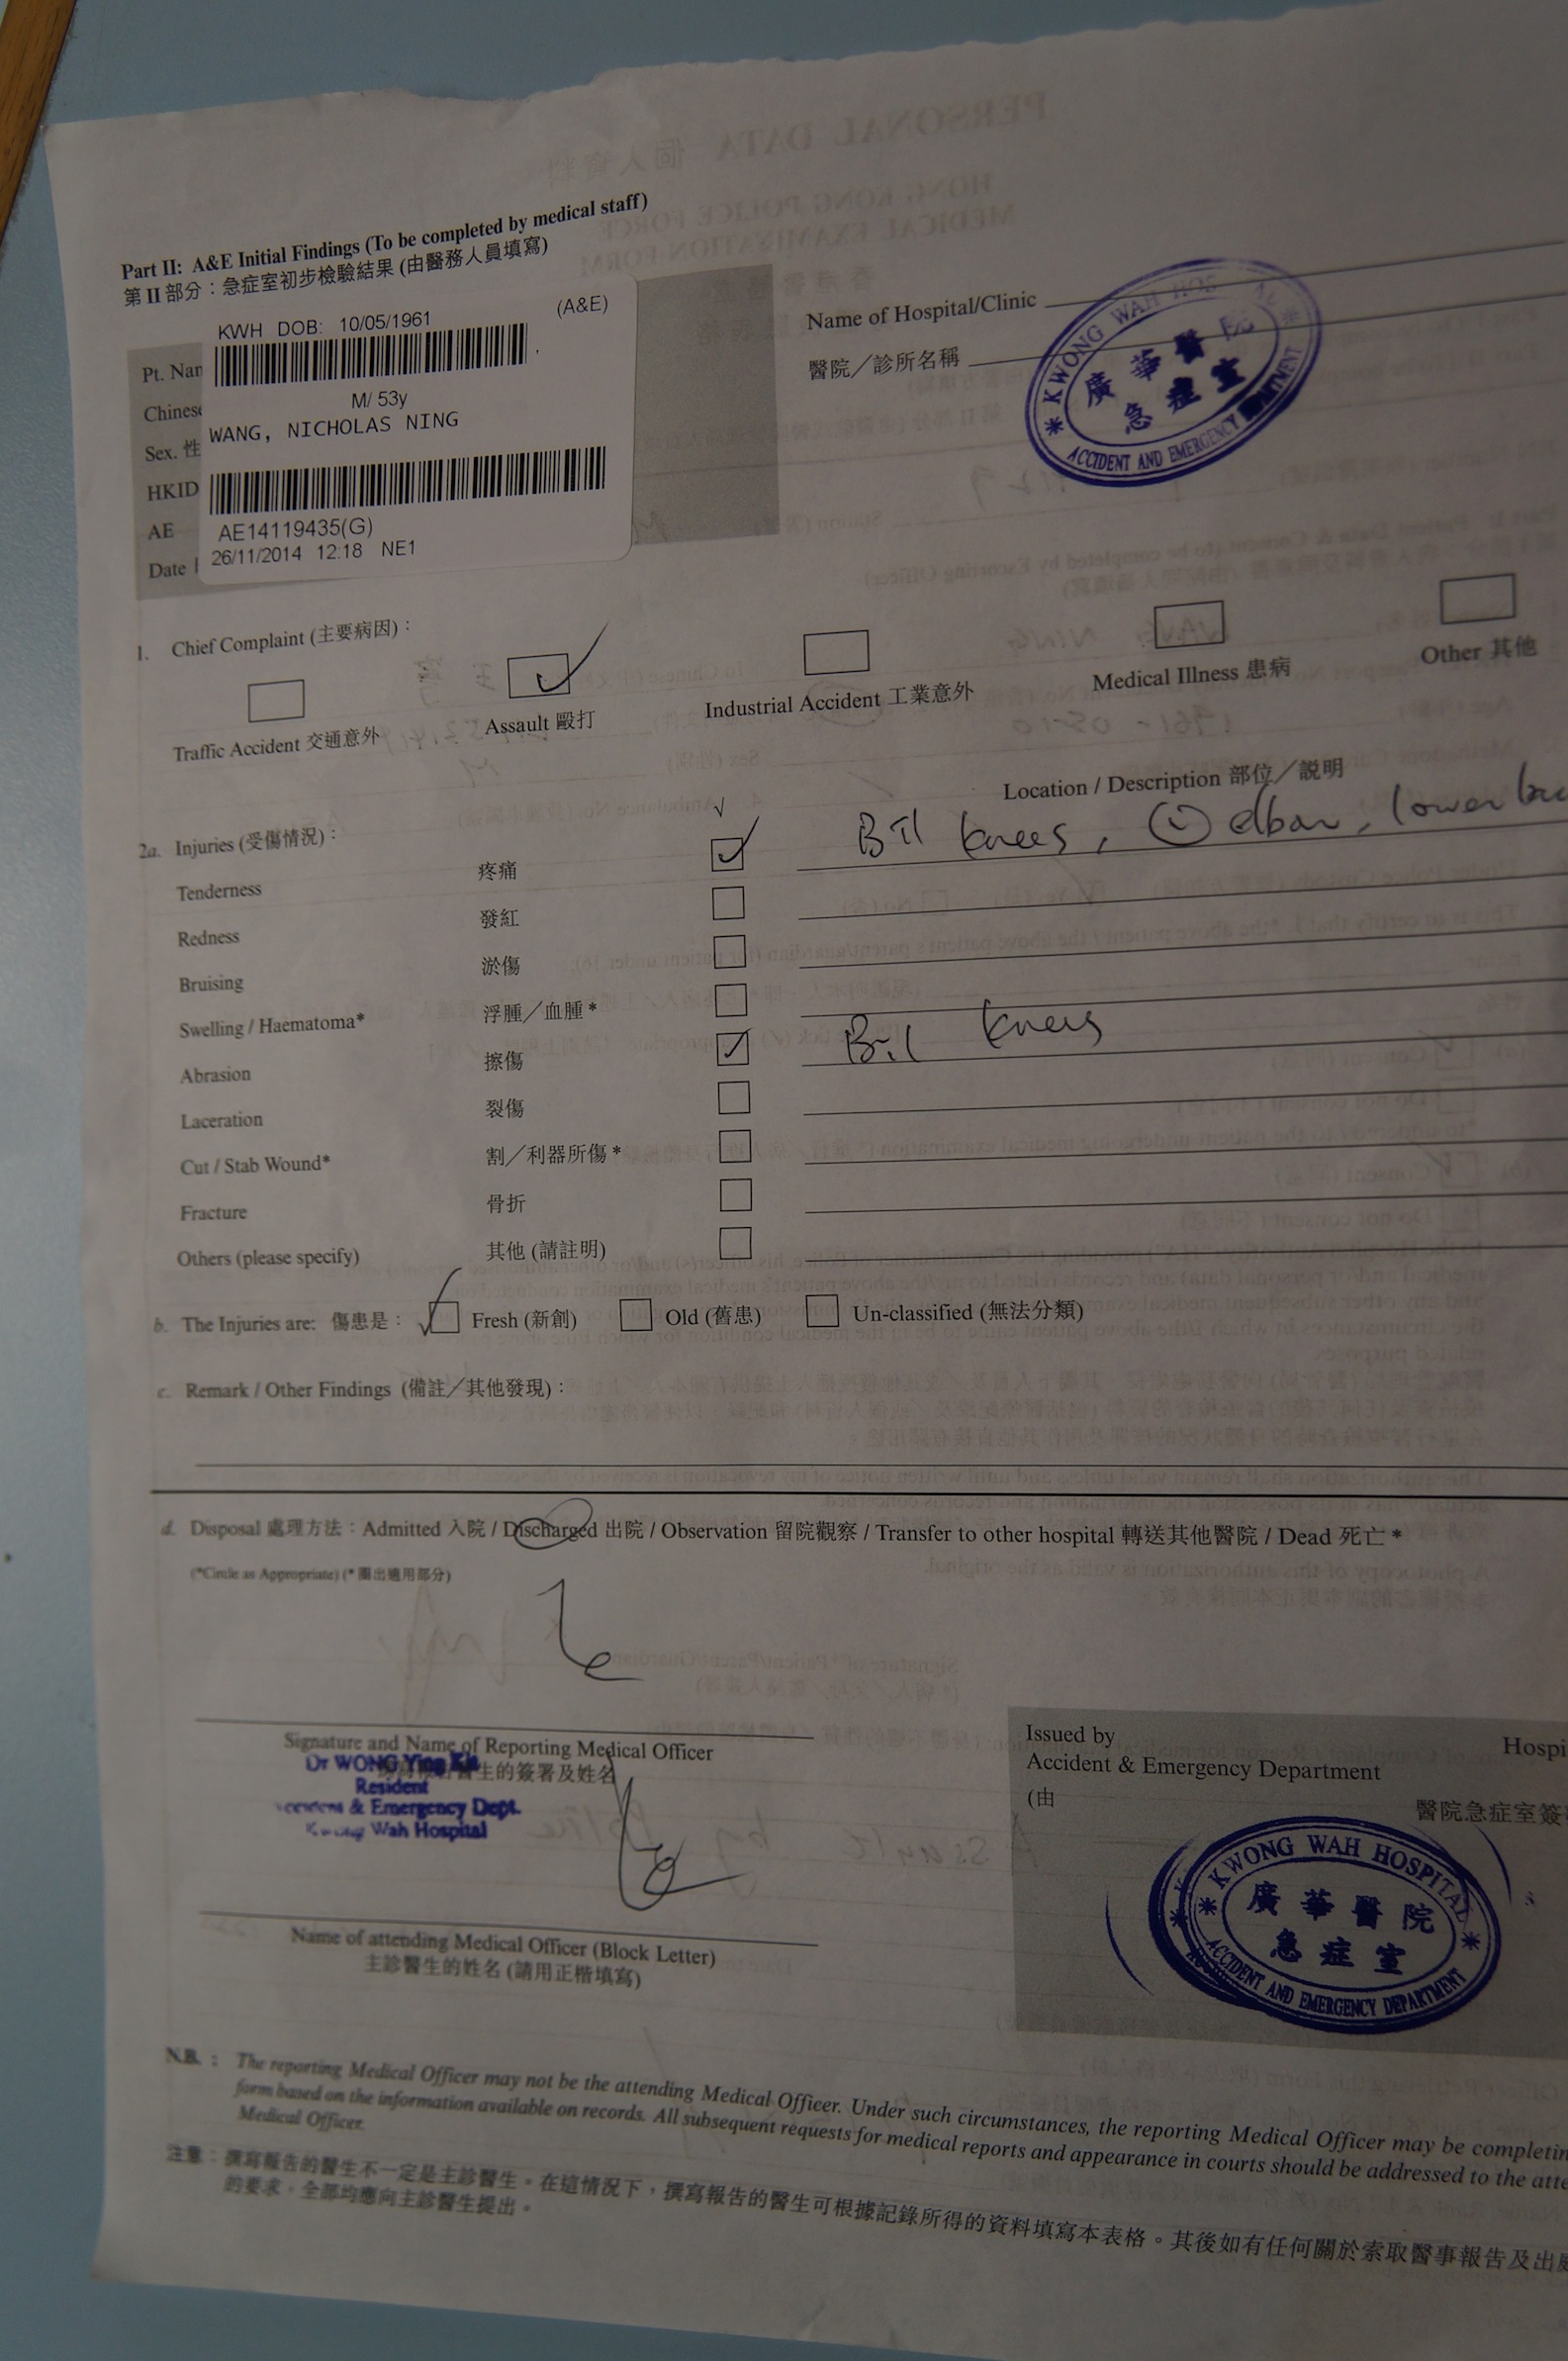 Part II: A&E Initial Findings (To be completed by medical staff)
第 II 部分：急症室初步檢驗結果 (由醫務人員填寫)
KWH DOB: 10/05/1961 (A&E)
M/ 53y
WANG, NICHOLAS NING
AE14119435(G)
26/11/2014 12:18 NE1
Pt. Nam
Chinese
Sex. 性
HKID
AE
Date
Name of Hospital/Clinic
醫院／診所名稱
KWONG WAH HOS
廣華醫院
急症室
ACCIDENT AND EMERGENCY DEPARTMENT
1. Chief Complaint (主要病因)：
Traffic Accident 交通意外
Assault 毆打
Industrial Accident 工業意外
Medical Illness 患病
Other 其他
Location / Description 部位／説明
2a. Injuries (受傷情況)： √
Tenderness 疼痛 Bil knees, (L) elbow, lower
Redness 發紅
Bruising 淤傷
Swelling / Haematoma* 浮腫／血腫 *
Abrasion 擦傷 Bil knees
Laceration 裂傷
Cut / Stab Wound* 割／利器所傷 *
Fracture 骨折
Others (please specify) 其他 (請註明)
b. The Injuries are: 傷患是： Fresh (新創) Old (舊患) Un-classified (無法分類)
c. Remark / Other Findings (備註／其他發現)：
d. Disposal 處理方法：Admitted 入院 / Discharged 出院 / Observation 留院觀察 / Transfer to other hospital 轉送其他醫院 / Dead 死亡 *
(*Circle as Appropriate) (* 圈出適用部分)
Signature and Name of Reporting Medical Officer
醫生的簽署及姓名
Dr WONG Ying Kit
Resident
Accident & Emergency Dept.
Kwong Wah Hospital
Name of attending Medical Officer (Block Letter)
主診醫生的姓名 (請用正楷填寫)
Issued by Hospi
Accident & Emergency Department
(由 醫院急症室簽
KWONG WAH HOSPITAL
廣華醫院
急症室
ACCIDENT AND EMERGENCY DEPARTMENT
N.B. : The reporting Medical Officer may not be the attending Medical Officer. Under such circumstances, the reporting Medical Officer may be completin
form based on the information available on records. All subsequent requests for medical reports and appearance in courts should be addressed to the atte
Medical Officer.
注意：撰寫報告的醫生不一定是主診醫生。在這情況下，撰寫報告的醫生可根據記錄所得的資料填寫本表格。其後如有任何關於索取醫事報告及出庭
的要求，全部均應向主診醫生提出。